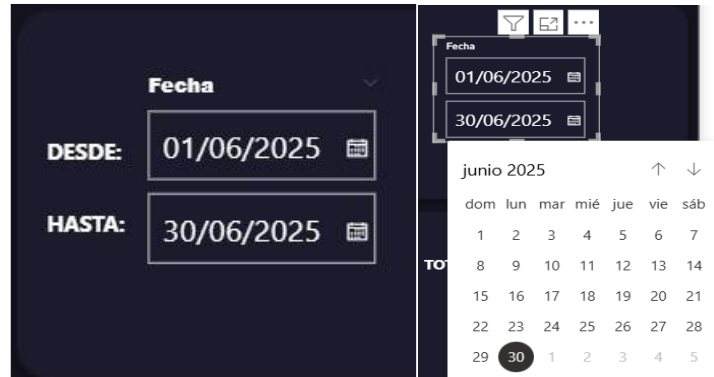 Fecha
DESDE: 01/06/2025
HASTA: 30/06/2025
Fecha
01/06/2025
30/06/2025
junio 2025
dom lun mar mié jue vie sáb
1 2 3 4 5 6 7
TO
8 9 10 11 12 13 14
15 16 17 18 19 20 21
22 23 24 25 26 27 28
29 30 1 2 3 4 5